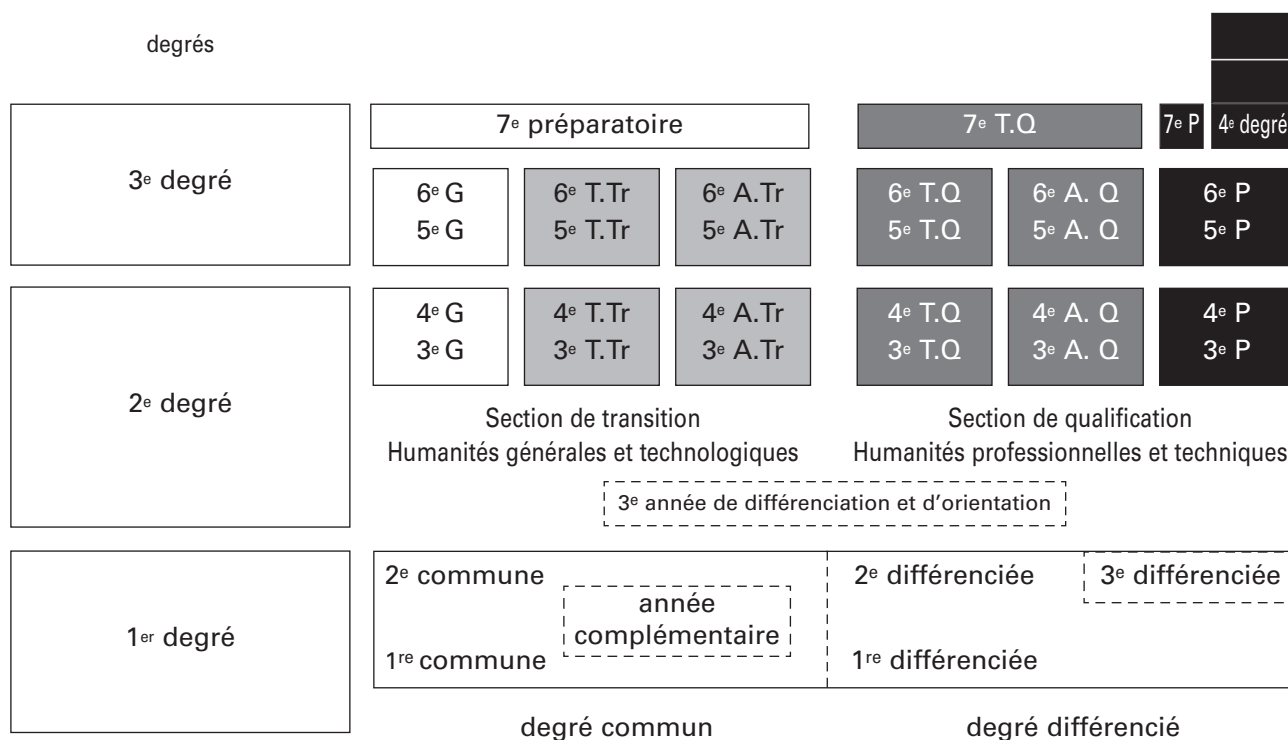 degrés
7e préparatoire
7e T.Q
7e P
4e degré
3e degré
6e G
5e G
6e T.Tr
5e T.Tr
6e A.Tr
5e A.Tr
6e T.Q
5e T.Q
6e A. Q
5e A. Q
6e P
5e P
2e degré
4e G
3e G
4e T.Tr
3e T.Tr
4e A.Tr
3e A.Tr
4e T.Q
3e T.Q
4e A. Q
3e A. Q
4e P
3e P
Section de transition
Humanités générales et technologiques
Section de qualification
Humanités professionnelles et techniques
3e année de différenciation et d’orientation
1er degré
2e commune
année
complémentaire
1re commune
2e différenciée
3e différenciée
1re différenciée
degré commun
degré différencié